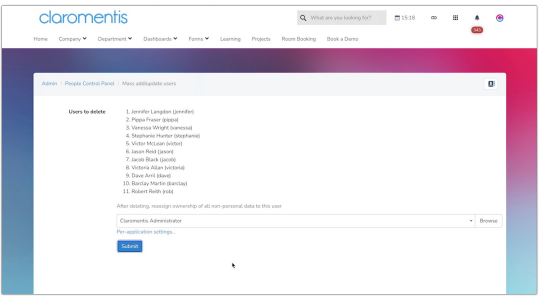 claromentis
What are you looking for?
15:16
343
Home Company Department Dashboards Forms Learning Projects Room Booking Book a Demo
Admin / People Control Panel / Mass add/update users
Users to delete
1. Jennifer Langdon (jennifer)
2. Pippa Fraser (pippa)
3. Vanessa Wright (vanessa)
4. Stephanie Hunter (stephanie)
5. Victor McLean (victor)
6. Jason Reid (jason)
7. Jacob Black (jacob)
8. Victoria Allan (victoria)
9. Dave Arril (dave)
10. Barclay Martin (barclay)
11. Robert Reith (rob)
After deleting, reassign ownership of all non-personal data to this user
Claromentis Administrator
Browse
Per-application settings...
Submit